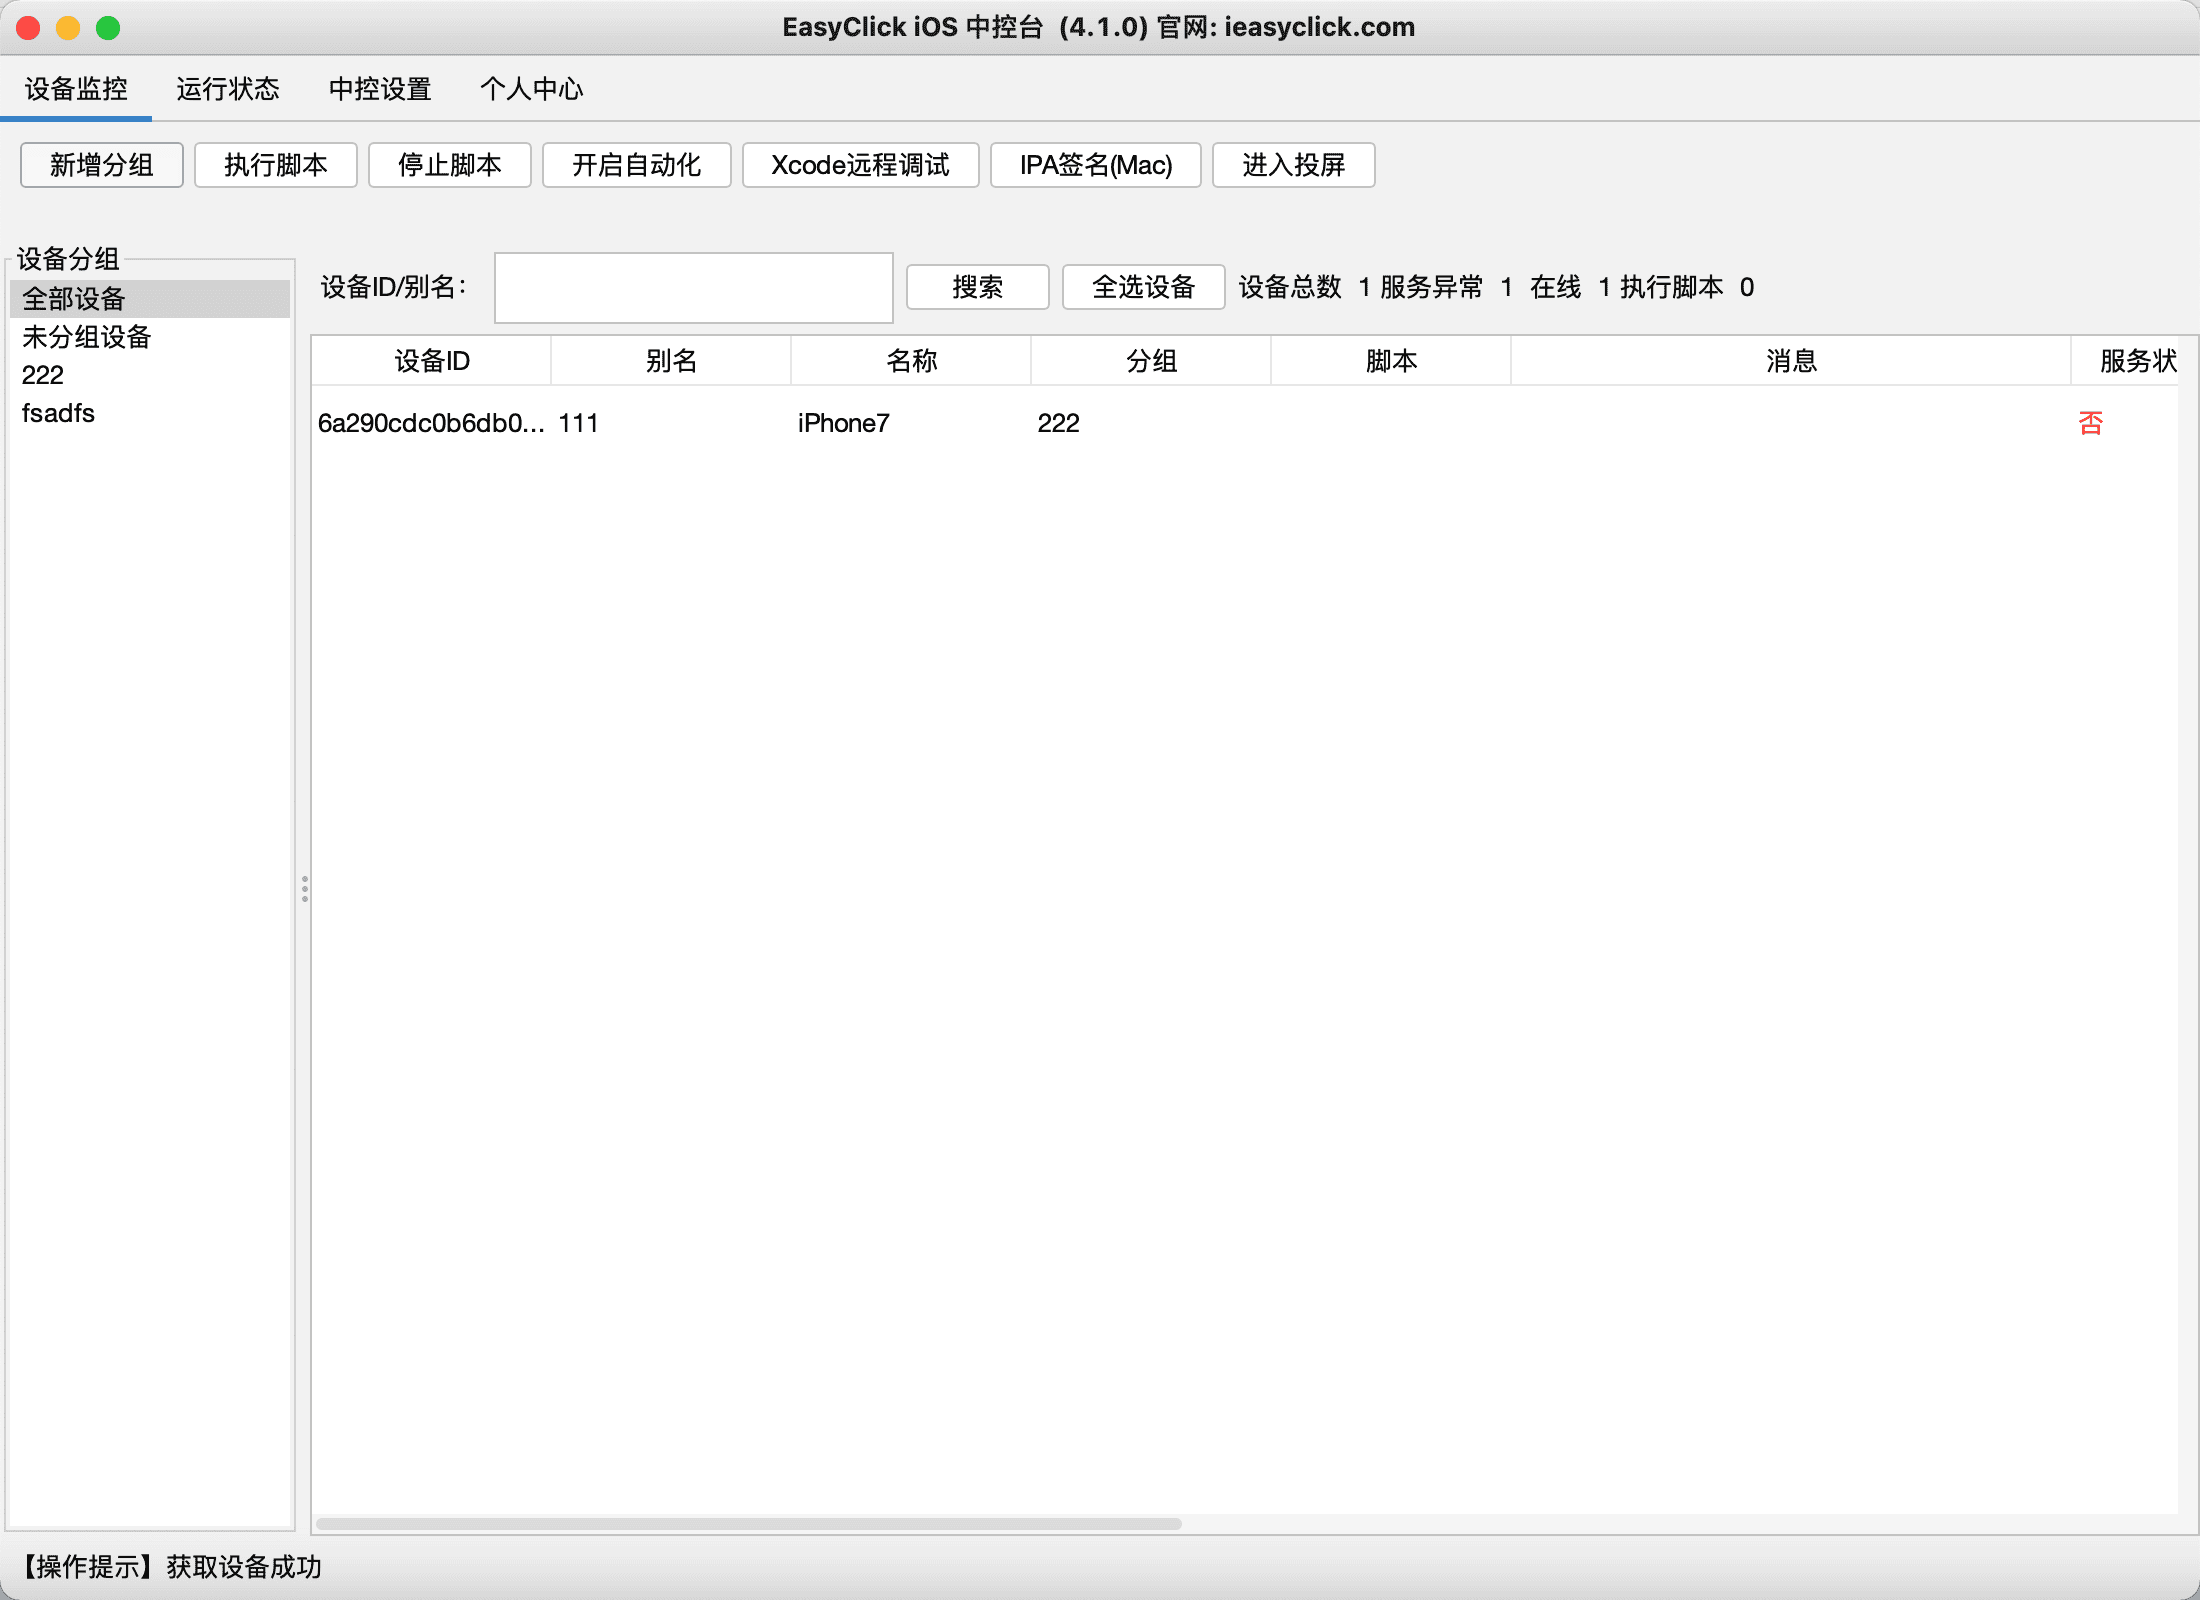 EasyClick iOS 中控台 (4.1.0) 官网: ieasyclick.com
设备监控 运行状态 中控设置 个人中心
新增分组 执行脚本 停止脚本 开启自动化 Xcode远程调试 IPA签名(Mac) 进入投屏
设备分组
全部设备
未分组设备
222
fsadfs
设备ID/别名： 搜索 全选设备 设备总数 1 服务异常 1 在线 1 执行脚本 0
设备ID 别名 名称 分组 脚本 消息 服务状
6a290cdc0b6db0... 111 iPhone7 222 否
【操作提示】获取设备成功